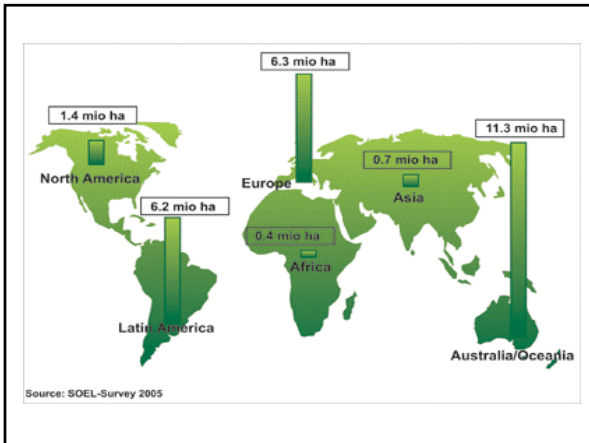 6.3 mio ha
1.4 mio ha
11.3 mio ha
0.7 mio ha
North America
Europe
Asia
6.2 mio ha
0.4 mio ha
Africa
Latin America
Australia/Oceania
Source: SOEL-Survey 2005